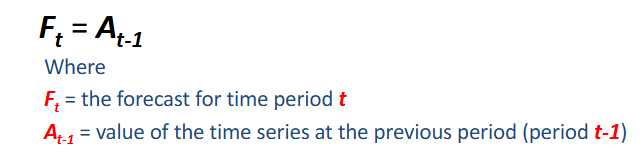 Fₜ = Aₜ₋₁
Where
Fₜ = the forecast for time period t
Aₜ₋₁ = value of the time series at the previous period (period t-1)